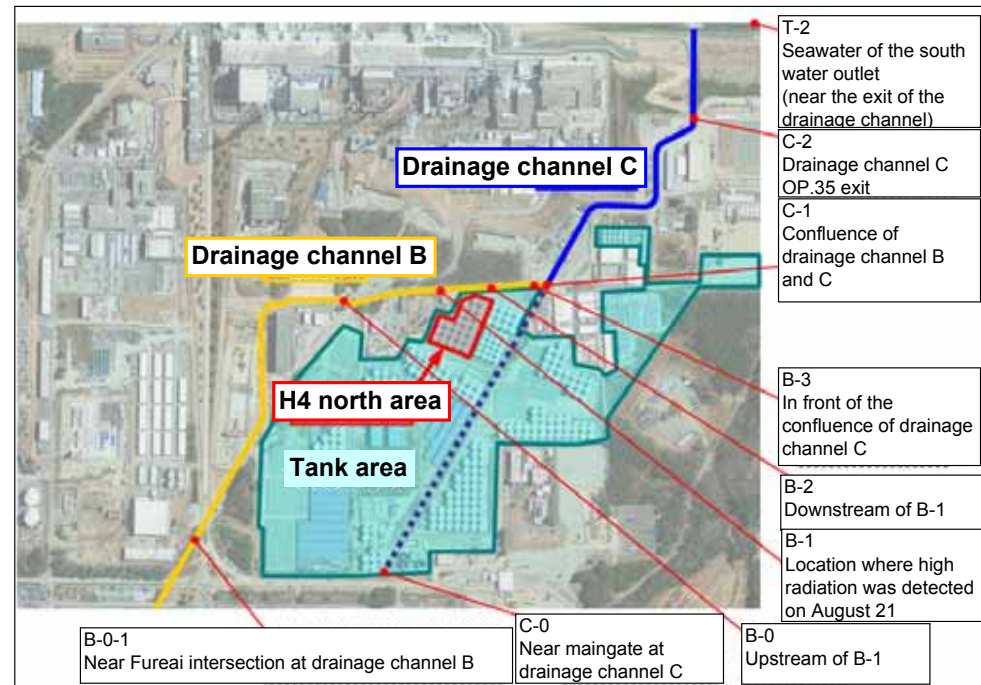 T-2
Seawater of the south
water outlet
(near the exit of the
drainage channel)
C-2
Drainage channel C
OP.35 exit
C-1
Confluence of
drainage channel B
and C
Drainage channel C
Drainage channel B
H4 north area
Tank area
B-3
In front of the
confluence of drainage
channel C
B-2
Downstream of B-1
B-1
Location where high
radiation was detected
on August 21
B-0-1
Near Fureai intersection at drainage channel B
C-0
Near maingate at
drainage channel C
B-0
Upstream of B-1